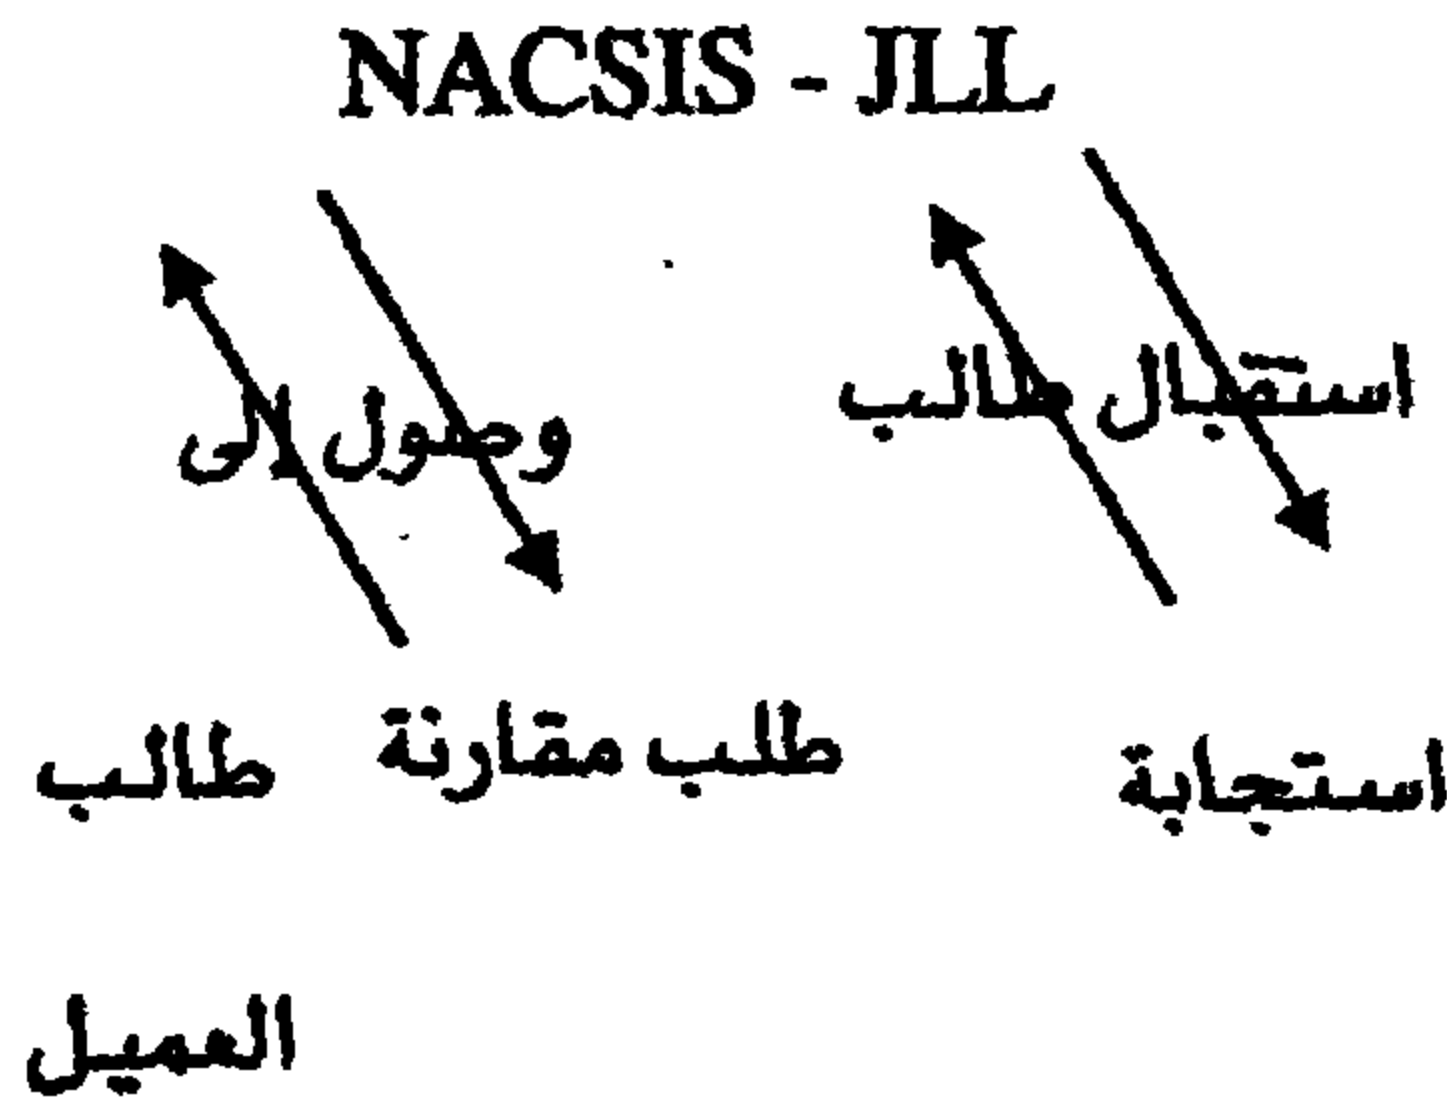 NACSIS - JLL
استقبال طالب
وصول إلى
استجابة
طلب مقارنة
طالب
العميل